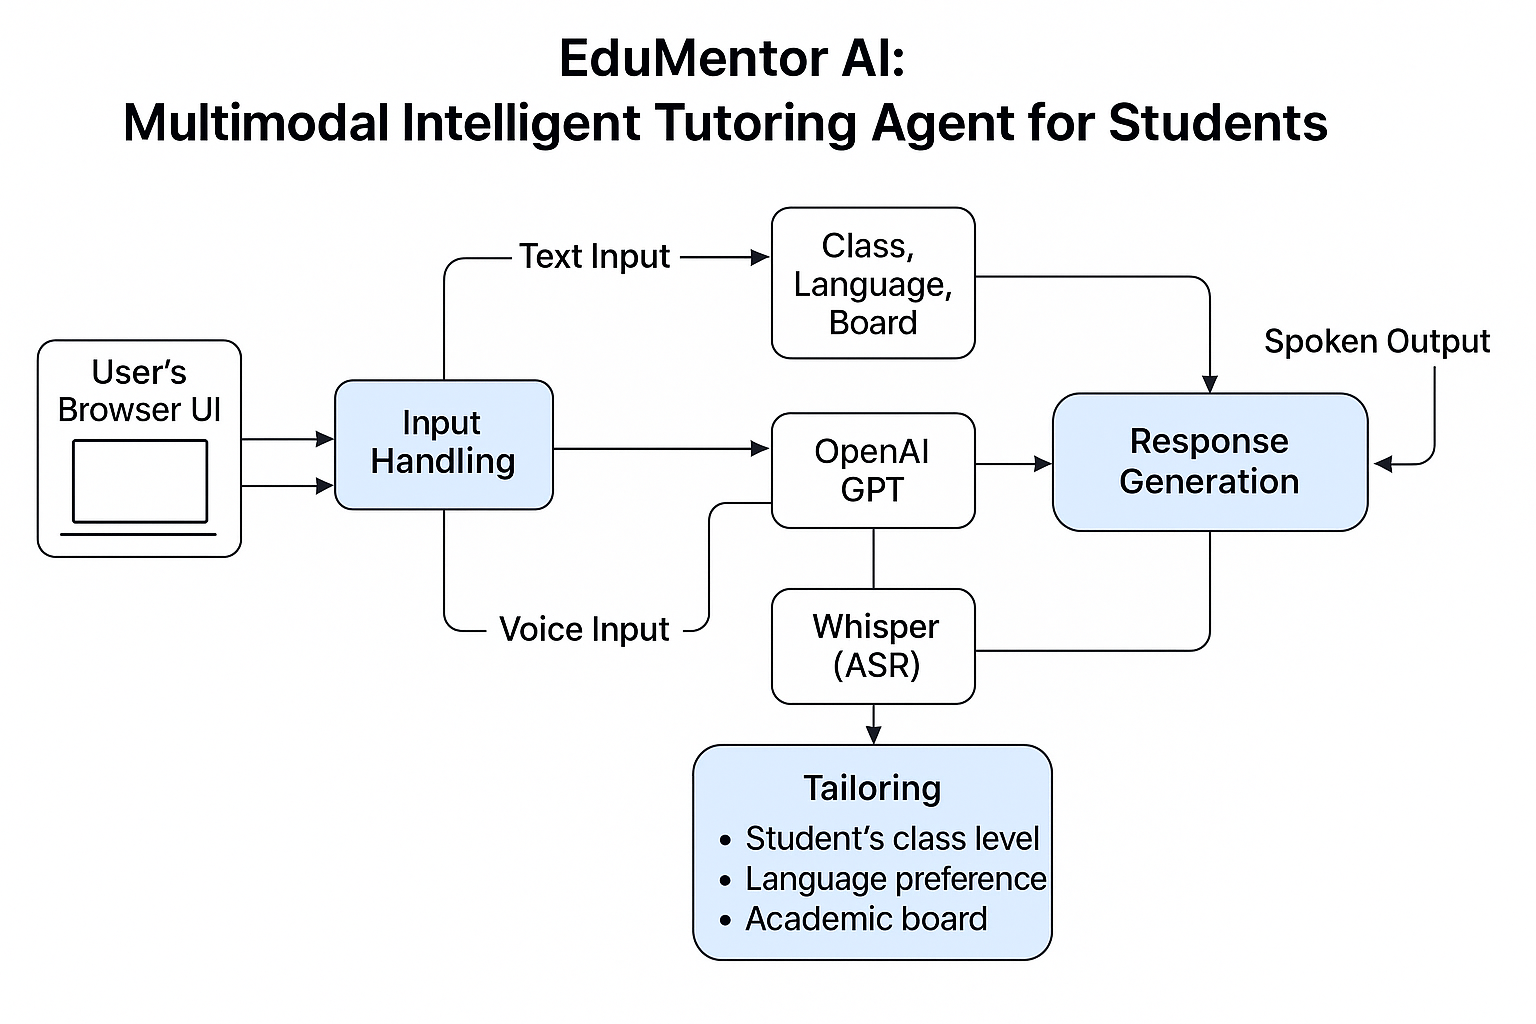 EduMentor AI:
Multimodal Intelligent Tutoring Agent for Students
User’s
Browser UI
Input
Handling
Text Input
Voice Input
Class,
Language,
Board
OpenAI
GPT
Whisper
(ASR)
Tailoring
• Student’s class level
• Language preference
• Academic board
Response
Generation
Spoken Output